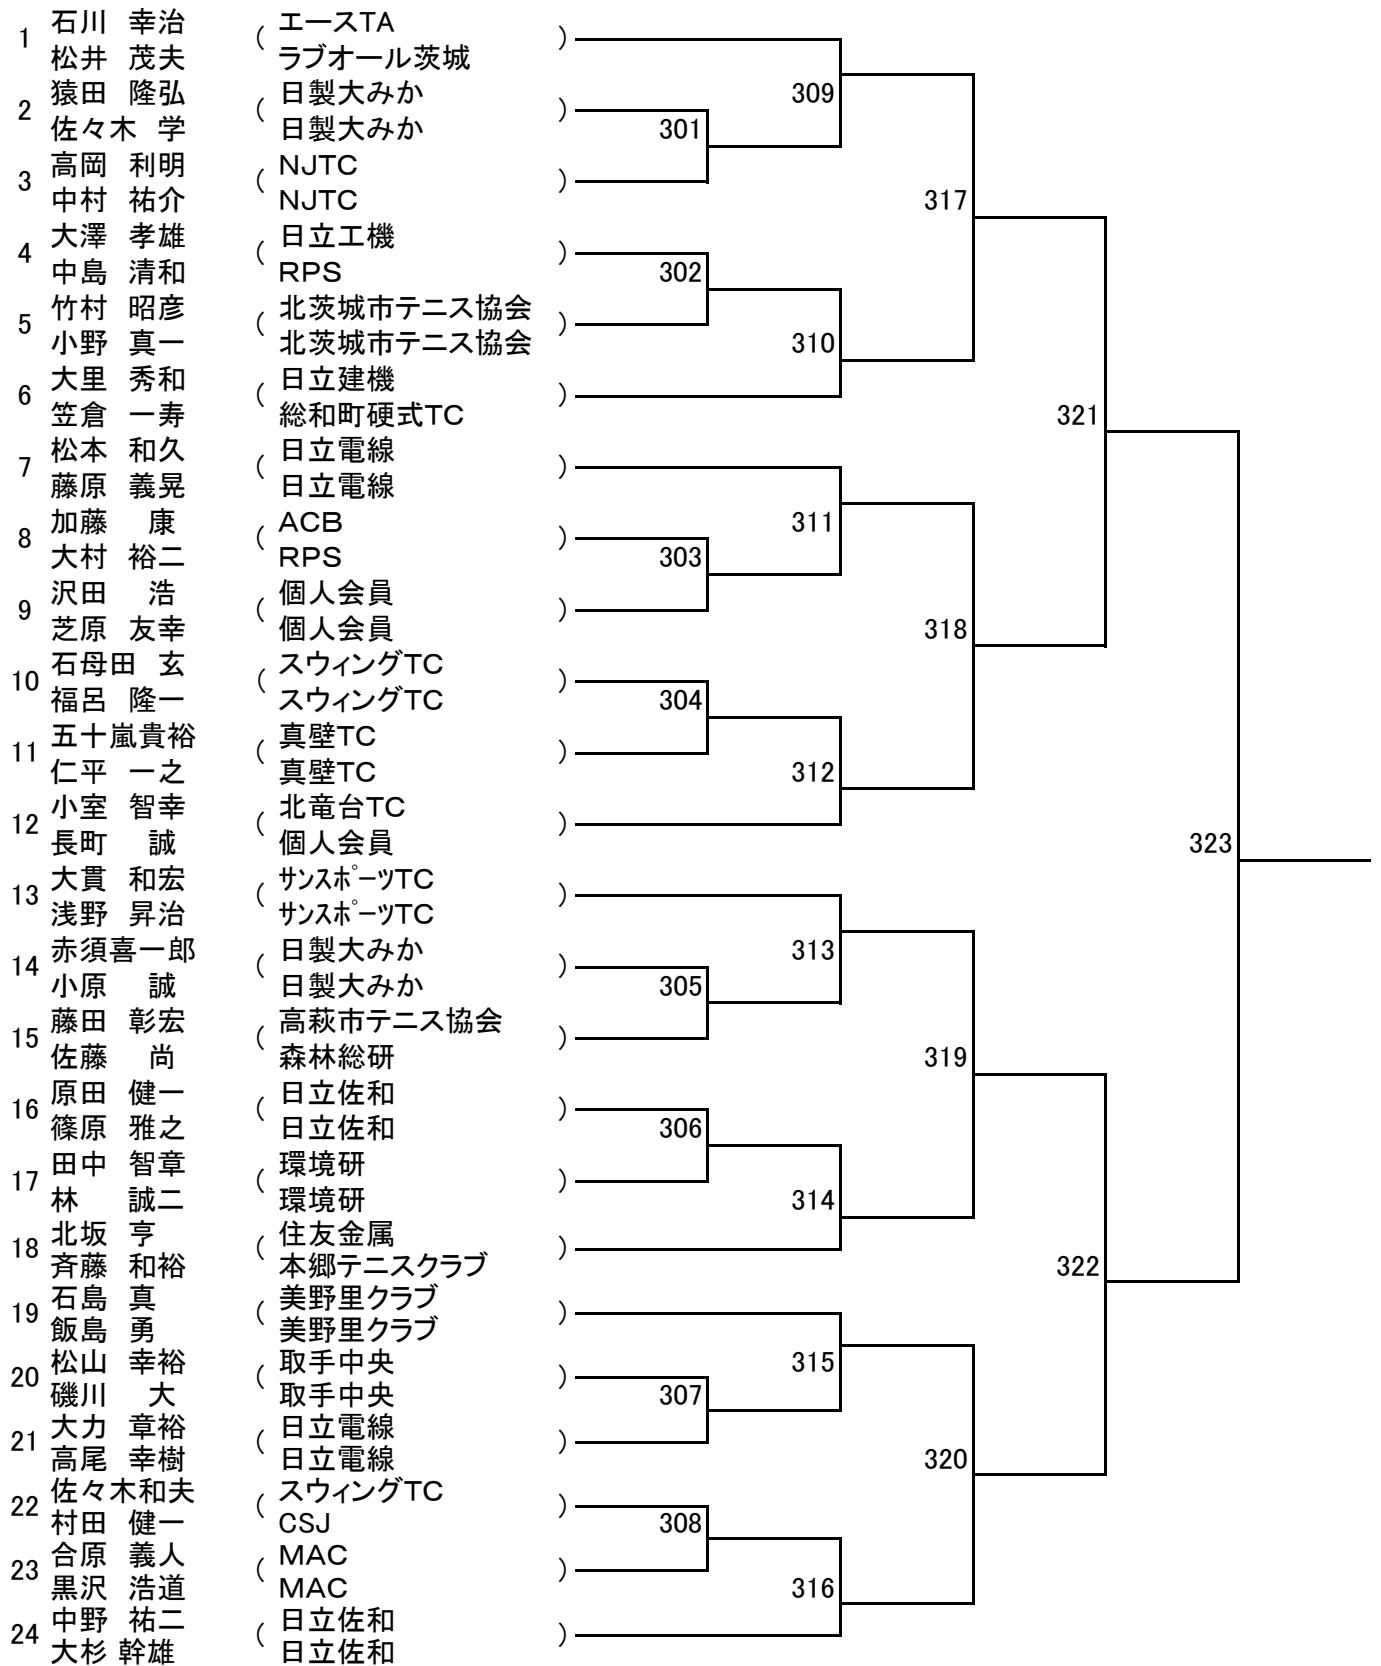 1 石川 幸治 ( エースTA )
松井 茂夫 ラブオール茨城
309
2 猿田 隆弘 ( 日製大みか )
佐々木 学 日製大みか
301
3 高岡 利明 ( NJTC )
中村 祐介 NJTC
317
4 大澤 孝雄 ( 日立工機 )
中島 清和 RPS
302
5 竹村 昭彦 ( 北茨城市テニス協会 )
小野 真一 北茨城市テニス協会
310
6 大里 秀和 ( 日立建機 )
笠倉 一寿 総和町硬式TC
321
7 松本 和久 ( 日立電線 )
藤原 義晃 日立電線
311
8 加藤 康 ( ACB )
大村 裕二 RPS
303
9 沢田 浩 ( 個人会員 )
芝原 友幸 個人会員
318
10 石母田 玄 ( スウィングTC )
福呂 隆一 スウィングTC
304
11 五十嵐貴裕 ( 真壁TC )
仁平 一之 真壁TC
312
12 小室 智幸 ( 北竜台TC )
長町 誠 個人会員
323
13 大貫 和宏 ( ｻﾝｽﾎﾟｰﾂTC )
浅野 昇治 ｻﾝｽﾎﾟｰﾂTC
313
14 赤須喜一郎 ( 日製大みか )
小原 誠 日製大みか
305
15 藤田 彰宏 ( 高萩市テニス協会 )
佐藤 尚 森林総研
319
16 原田 健一 ( 日立佐和 )
篠原 雅之 日立佐和
306
17 田中 智章 ( 環境研 )
林 誠二 環境研
314
18 北坂 亨 ( 住友金属 )
斉藤 和裕 本郷テニスクラブ
322
19 石島 真 ( 美野里クラブ )
飯島 勇 美野里クラブ
315
20 松山 幸裕 ( 取手中央 )
磯川 大 取手中央
307
21 大力 章裕 ( 日立電線 )
高尾 幸樹 日立電線
320
22 佐々木和夫 ( スウィングTC )
村田 健一 CSJ
308
23 合原 義人 ( MAC )
黒沢 浩道 MAC
316
24 中野 祐二 ( 日立佐和 )
大杉 幹雄 日立佐和